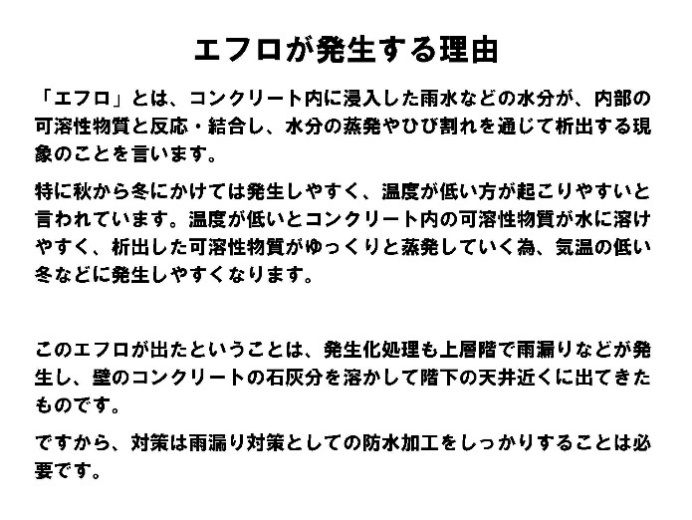 エフロが発生する理由
「エフロ」とは、コンクリート内に浸入した雨水などの水分が、内部の
可溶性物質と反応・結合し、水分の蒸発やひび割れを通じて析出する現
象のことを言います。
特に秋から冬にかけては発生しやすく、温度が低い方が起こりやすいと
言われています。温度が低いとコンクリート内の可溶性物質が水に溶け
やすく、析出した可溶性物質がゆっくりと蒸発していく為、気温の低い
冬などに発生しやすくなります。
このエフロが出たということは、発生化処理も上層階で雨漏りなどが発
生し、壁のコンクリートの石灰分を溶かして階下の天井近くに出てきた
ものです。
ですから、対策は雨漏り対策としての防水加工をしっかりすることは必
要です。